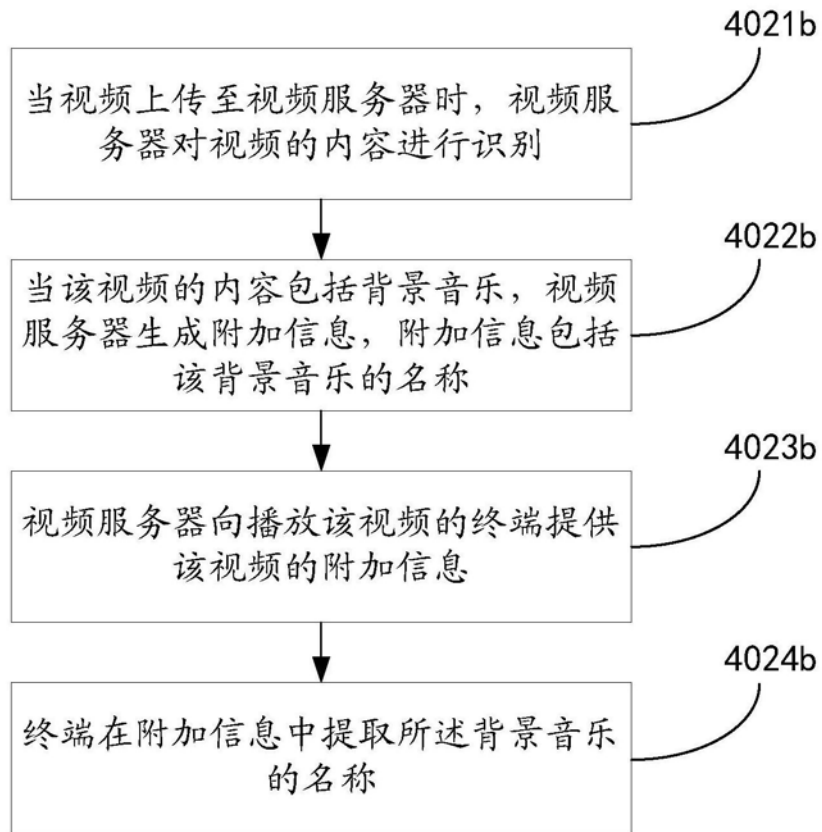 4021b
当视频上传至视频服务器时，视频服
务器对视频的内容进行识别
4022b
当该视频的内容包括背景音乐，视频
服务器生成附加信息，附加信息包括
该背景音乐的名称
4023b
视频服务器向播放该视频的终端提供
该视频的附加信息
4024b
终端在附加信息中提取所述背景音乐
的名称